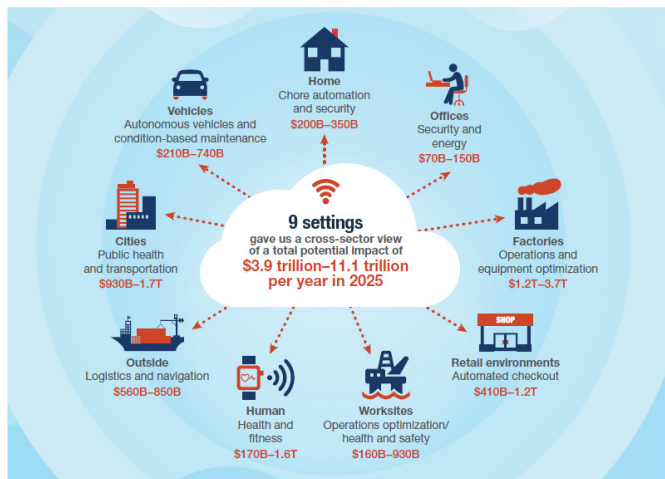 Home
Chore automation
and security
$200B–350B
Vehicles
Autonomous vehicles and
condition-based maintenance
$210B–740B
Offices
Security and
energy
$70B–150B
9 settings
gave us a cross-sector view
of a total potential impact of
$3.9 trillion–11.1 trillion
per year in 2025
Cities
Public health
and transportation
$930B–1.7T
Factories
Operations and
equipment optimization
$1.2T–3.7T
Outside
Logistics and navigation
$560B–850B
SHOP
Retail environments
Automated checkout
$410B–1.2T
Human
Health and
fitness
$170B–1.6T
Worksites
Operations optimization/
health and safety
$160B–930B